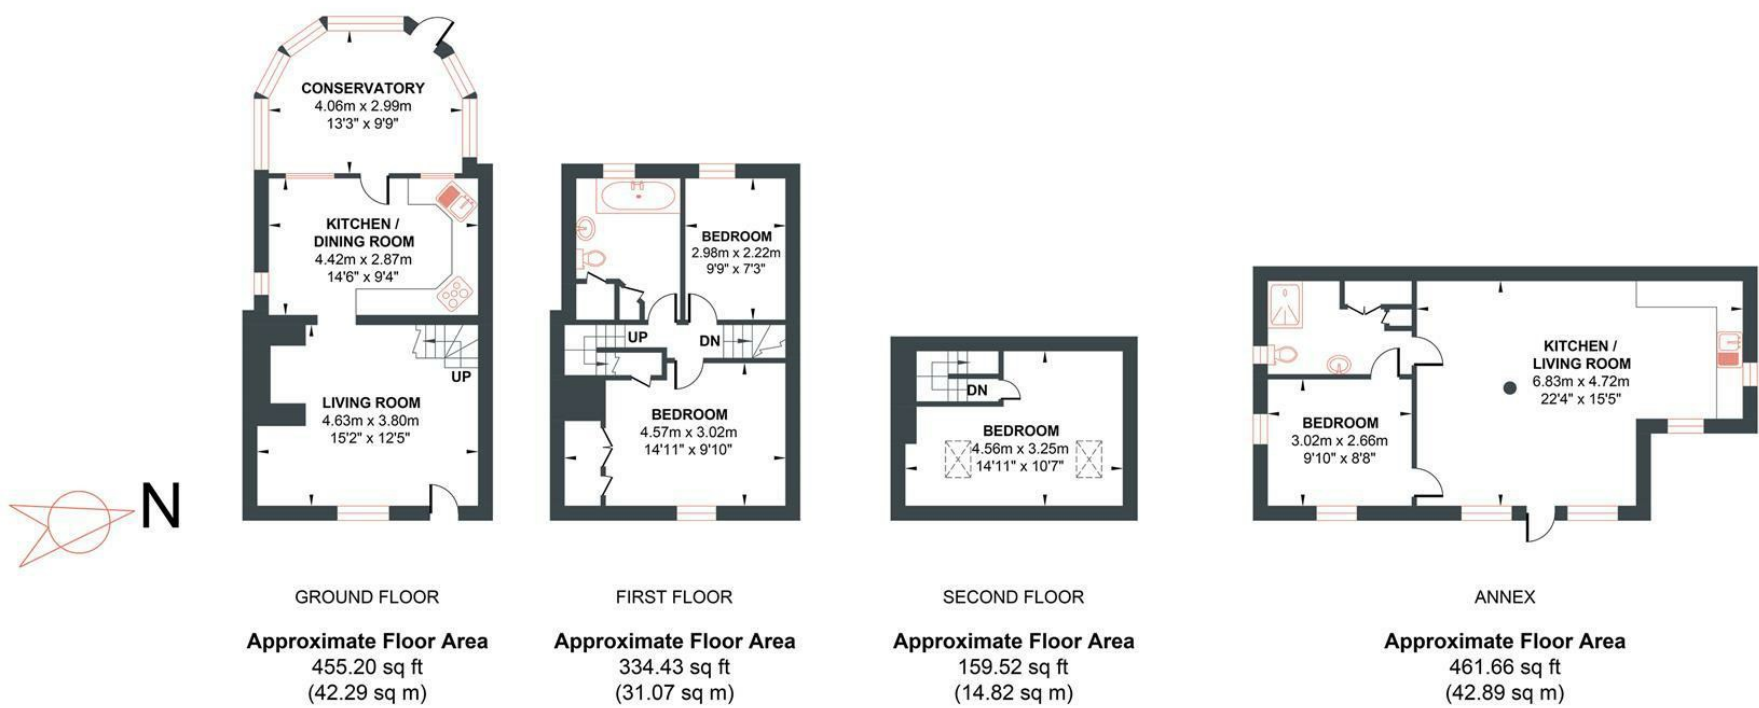 CONSERVATORY
4.06m x 2.99m
13'3" x 9'9"
KITCHEN /
DINING ROOM
4.42m x 2.87m
14'6" x 9'4"
UP
LIVING ROOM
4.63m x 3.80m
15'2" x 12'5"
N
GROUND FLOOR
Approximate Floor Area
455.20 sq ft
(42.29 sq m)
BEDROOM
2.98m x 2.22m
9'9" x 7'3"
UP
DN
BEDROOM
4.57m x 3.02m
14'11" x 9'10"
FIRST FLOOR
Approximate Floor Area
334.43 sq ft
(31.07 sq m)
DN
BEDROOM
4.56m x 3.25m
14'11" x 10'7"
SECOND FLOOR
Approximate Floor Area
159.52 sq ft
(14.82 sq m)
KITCHEN /
LIVING ROOM
6.83m x 4.72m
22'4" x 15'5"
BEDROOM
3.02m x 2.66m
9'10" x 8'8"
ANNEX
Approximate Floor Area
461.66 sq ft
(42.89 sq m)